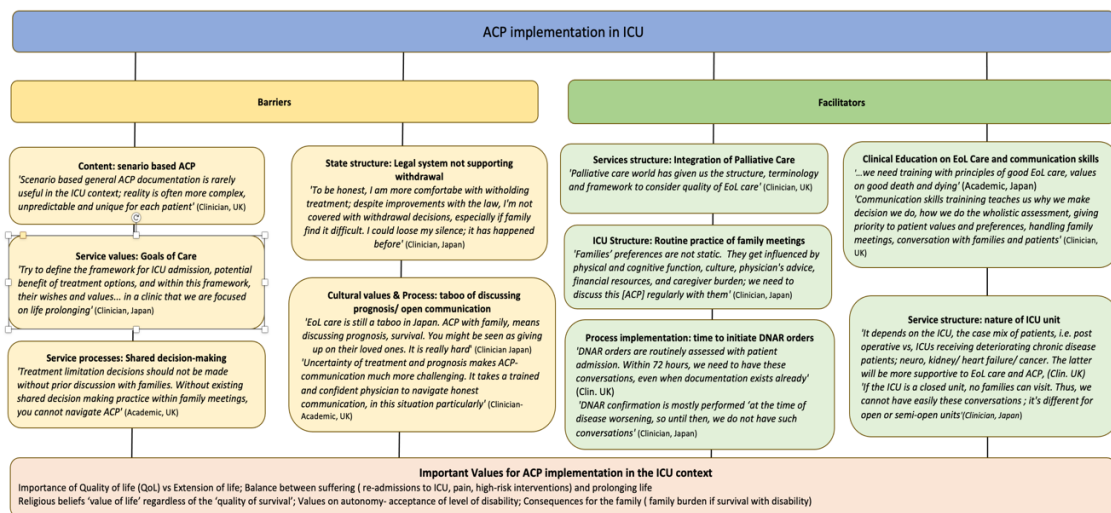 ACP implementation in ICU
Barriers
Facilitators
Content: senario based ACP
'Scenario based general ACP documentation is rarely
useful in the ICU context; reality is often more complex,
unpredictable and unique for each patient' (Clinician, UK)
Service values: Goals of Care
'Try to define the framework for ICU admission, potential
benefit of treatment options, and within this framework,
their wishes and values... in a clinic that we are focused
on life prolonging' (Clinician, Japan)
Service processes: Shared decision-making
'Treatment limitation decisions should not be made
without prior discussion with families. Without existing
shared decision making practice within family meetings,
you cannot navigate ACP' (Academic, UK)
State structure: Legal system not supporting
withdrawal
'To be honest, I am more comfortabe with witholding
treatment; despite improvements with the law, I'm not
covered with withdrawal decisions, especially if family
find it difficult. I could loose my silence; it has happened
before' (Clinician, Japan)
Cultural values & Process: taboo of discussing
prognosis/ open communication
'EoL care is still a taboo in Japan. ACP with family, means
discussing prognosis, survival. You might be seen as
giving up on their loved ones. It is really hard' (Clinician Japan)
'Uncertainty of treatment and prognosis makes ACP-
communication much more challenging. It takes a trained
and confident physician to navigate honest
communication, in this situation particularly' (Clinician-
Academic, UK)
Services structure: Integration of Palliative Care
'Palliative care world has given us the structure, terminology
and framework to consider quality of EoL care' (Clinician, UK)
ICU Structure: Routine practice of family meetings
'Families' preferences are not static. They get influenced by
physical and cognitive function, culture, physician's advice,
financial resources, and caregiver burden; we need to
discuss this [ACP] regularly with them' (Clinician, Japan)
Process implementation: time to initiate DNAR orders
'DNAR orders are routinely assessed with patient
admission. Within 72 hours, we need to have these
conversations, even when documentation exists already'
(Clin. UK)
'DNAR confirmation is mostly performed 'at the time of
disease worsening, so until then, we do not have such
conversations' (Clinician, Japan)
Clinical Education on EoL Care and communication skills
'...we need training with principles of good EoL care, values
on good death and dying' (Academic, Japan)
'Communication skills trainining teach us why we make
decision we do, how we do the wholistic assessment, giving
priority to patient values and preferences, handling family
meetings, conversation with families and patients' (Clinician,
UK)
Service structure: nature of ICU unit
'It depends on the ICU, the case mix of patients, i.e. post
operative vs, ICUs receiving deteriorating chronic disease
patients; neuro, kidney/ heart failure/ cancer. The latter
will be more supportive to EoL care and ACP, (Clin. UK)
'If the ICU is a closed unit, no families can visit. Thus, we
cannot have easily these conversations ; it's different for
open or semi-open units'(Clinician, Japan)
Important Values for ACP implementation in the ICU context
Importance of Quality of life (QoL) vs Extension of life; Balance between suffering ( re-admissions to ICU, pain, high-risk interventions) and prolonging life
Religious beliefs 'value of life' regardless of the 'quality of survival'; Values on autonomy- acceptance of level of disability; Consequences for the family ( family burden if survival with disability)